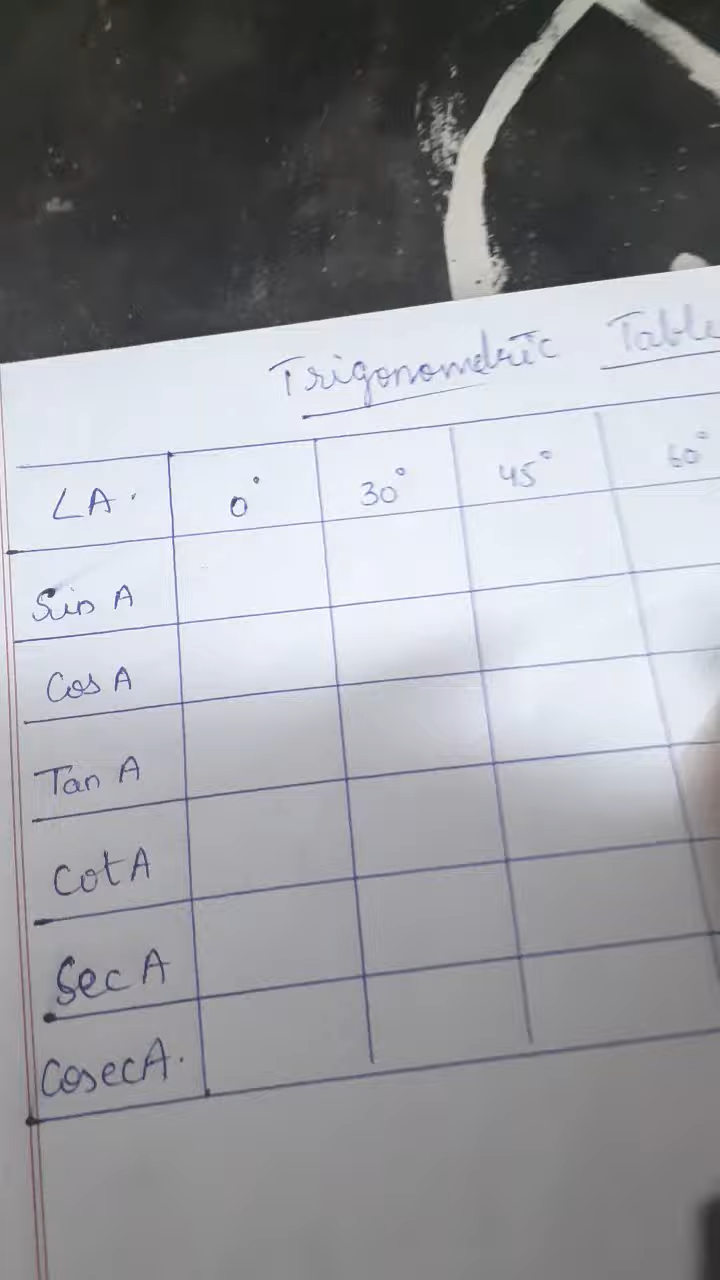 Trigonometric Table
∠A. 0° 30° 45° 60°
Sin A
Cos A
Tan A
Cot A
Sec A
Cosec A.